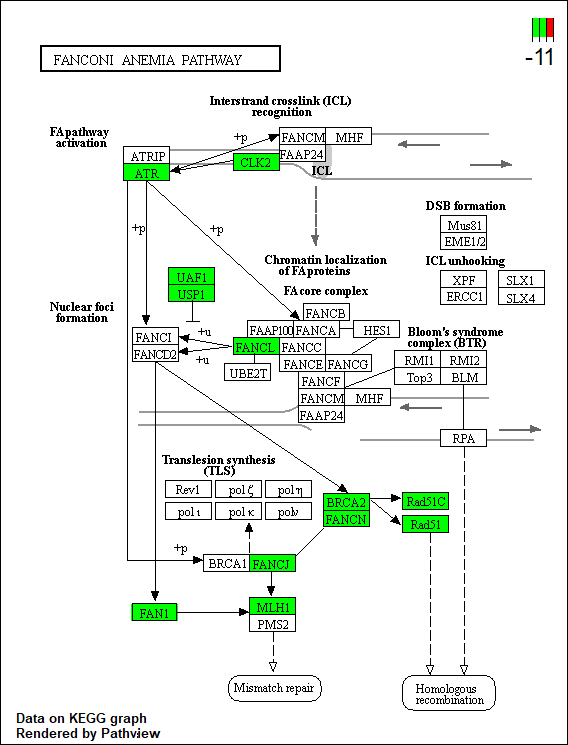 -11
FANCONI ANEMIA PATHWAY
Interstrand crosslink (ICL)
recognition
FA pathway
activation
+p
FANCM MHF
FAAP24
ICL
ATRIP
ATR
CLK2
DSB formation
Mus81
EME1/2
+p
+p
Chromatin localization
of FA proteins
ICL unhooking
XPF SLX1
ERCC1 SLX4
UAF1
USP1
FA core complex
Nuclear foci
formation
FANCB
FAAP100 FANCA HES1
+u
FANCI
FANCL FANCC
FANCD2
+u
Bloom's syndrome
complex (BTR)
FANCE FANCG
RMI1 RMI2
UBE2T
Top3 BLM
FANCF
FANCM MHF
FAAP24
RPA
Translesion synthesis
(TLS)
Rev1 pol ζ pol η
pol ι pol κ polν
BRCA2 Rad51C
FANCN Rad51
+p
BRCA1 FANCJ
FAN1 MLH1
PMS2
Mismatch repair
Homologous
recombination
Data on KEGG graph
Rendered by Pathview